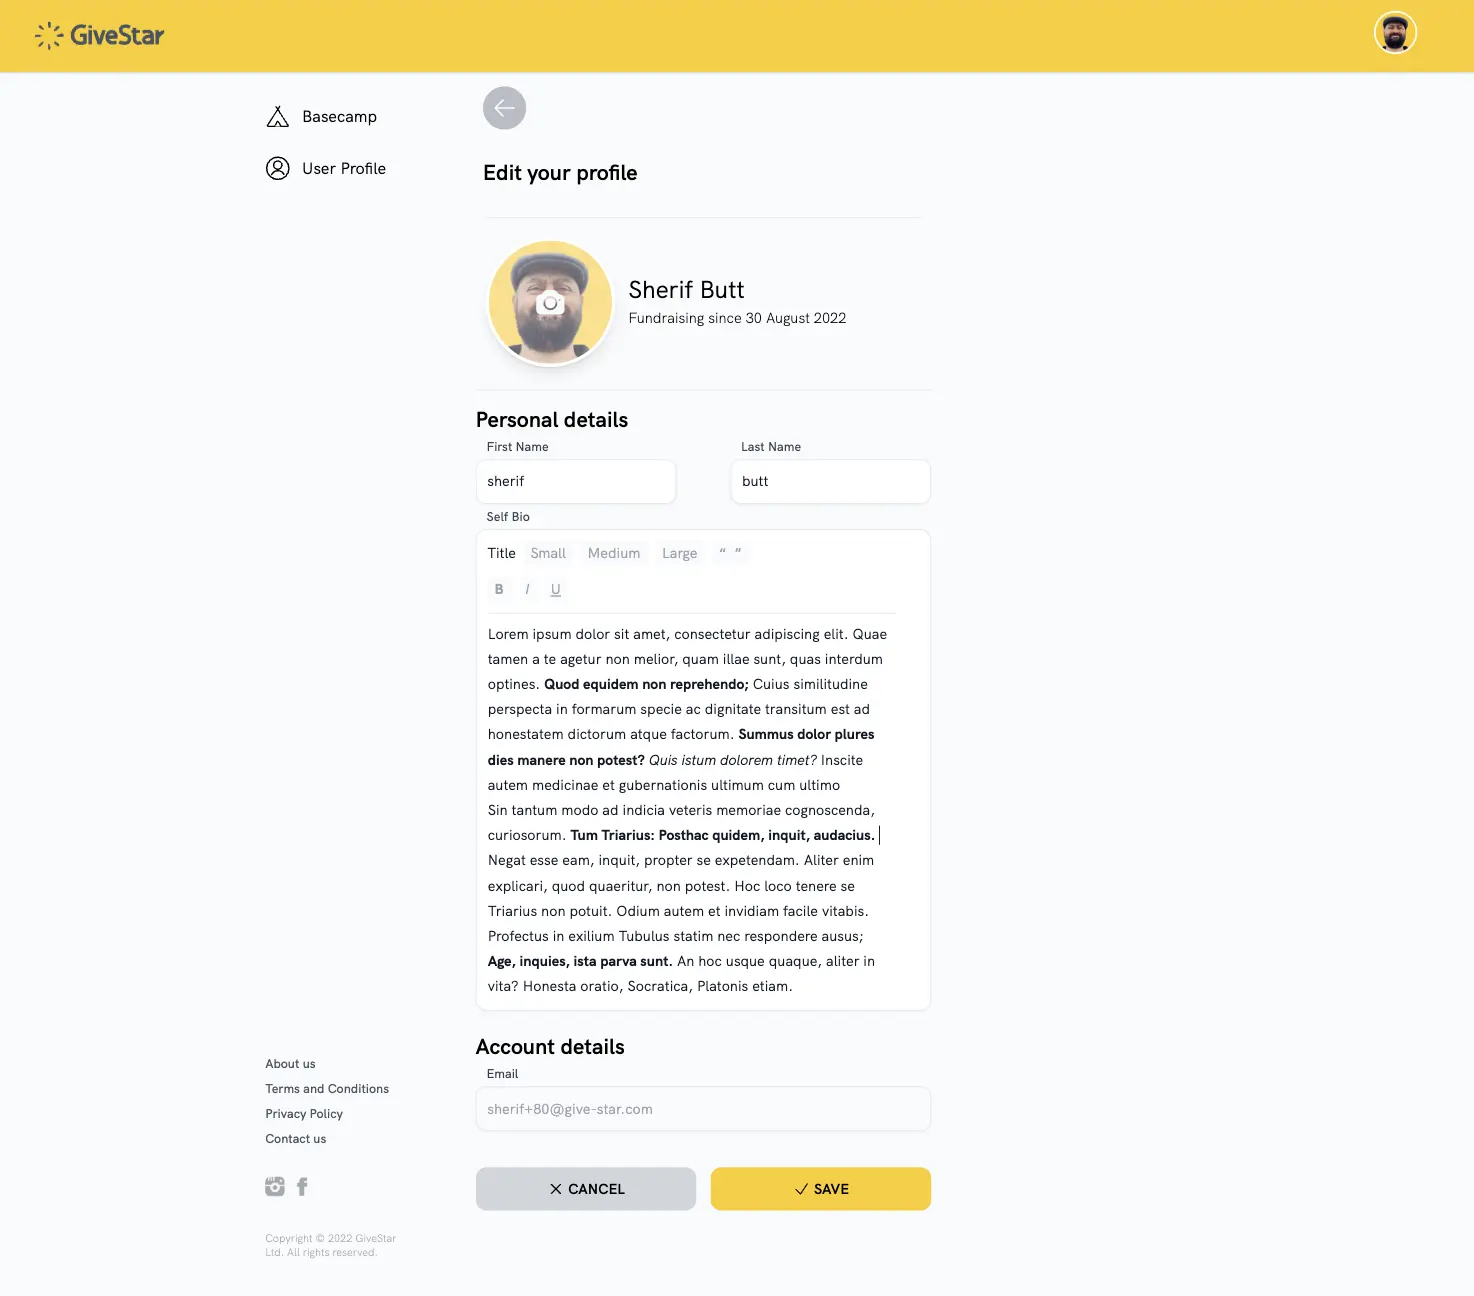 GiveStar
Basecamp
User Profile
Edit your profile
Sherif Butt
Fundraising since 30 August 2022
Personal details
First Name
Last Name
sherif
butt
Self Bio
Title Small Medium Large “ ”
B I U
Lorem ipsum dolor sit amet, consectetur adipiscing elit. Quae
tamen a te agetur non melior, quam illae sunt, quas interdum
optines. Quod equidem non reprehendo; Cuius similitudine
perspecta in formarum specie ac dignitate transitum est ad
honestatem dictorum atque factorum. Summus dolor plures
dies manere non potest? Quis istum dolorem timet? Inscite
autem medicinae et gubernationis ultimum cum ultimo
Sin tantum modo ad indicia veteris memoriae cognoscenda,
curiosorum. Tum Triarius: Posthac quidem, inquit, audacius.
Negat esse eam, inquit, propter se expetendam. Aliter enim
explicari, quod quaeritur, non potest. Hoc loco tenere se
Triarius non potuit. Odium autem et invidiam facile vitabis.
Profectus in exilium Tubulus statim nec respondere ausus;
Age, inquies, ista parva sunt. An hoc usque quaque, aliter in
vita? Honesta oratio, Socratica, Platonis etiam.
Account details
Email
sherif+80@give-star.com
CANCEL
SAVE
About us
Terms and Conditions
Privacy Policy
Contact us
Copyright © 2022 GiveStar
Ltd. All rights reserved.